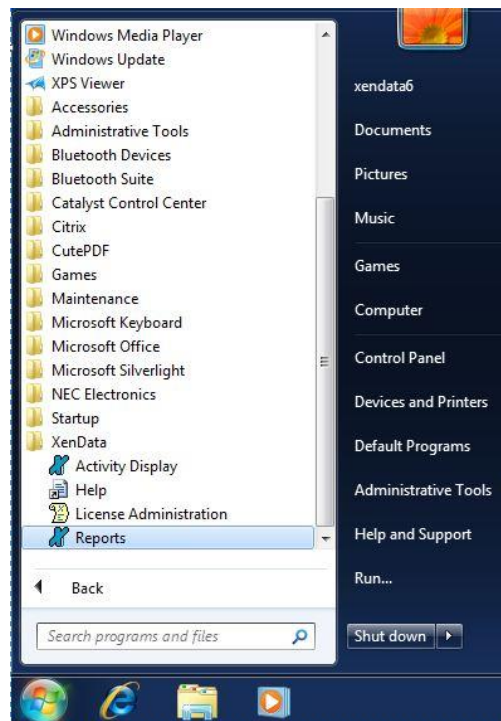 Windows Media Player
Windows Update
XPS Viewer
Accessories
Administrative Tools
Bluetooth Devices
Bluetooth Suite
Catalyst Control Center
Citrix
CutePDF
Games
Maintenance
Microsoft Keyboard
Microsoft Office
Microsoft Silverlight
NEC Electronics
Startup
XenData
Activity Display
Help
License Administration
Reports
Back
Search programs and files
xendata6
Documents
Pictures
Music
Games
Computer
Control Panel
Devices and Printers
Default Programs
Administrative Tools
Help and Support
Run...
Shut down